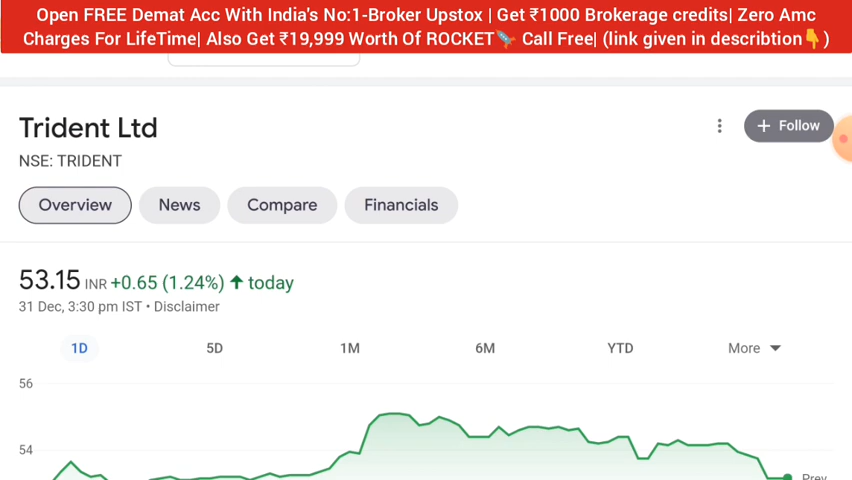 Open FREE Demat Acc With India's No:1-Broker Upstox | Get ₹1000 Brokerage credits| Zero Amc
Charges For LifeTime| Also Get ₹19,999 Worth Of ROCKET🚀 Call Free| (link given in describtion👇)
Trident Ltd
+ Follow
NSE: TRIDENT
Overview News Compare Financials
53.15 INR +0.65 (1.24%) ↑ today
31 Dec, 3:30 pm IST • Disclaimer
1D 5D 1M 6M YTD More
56
54
Prev